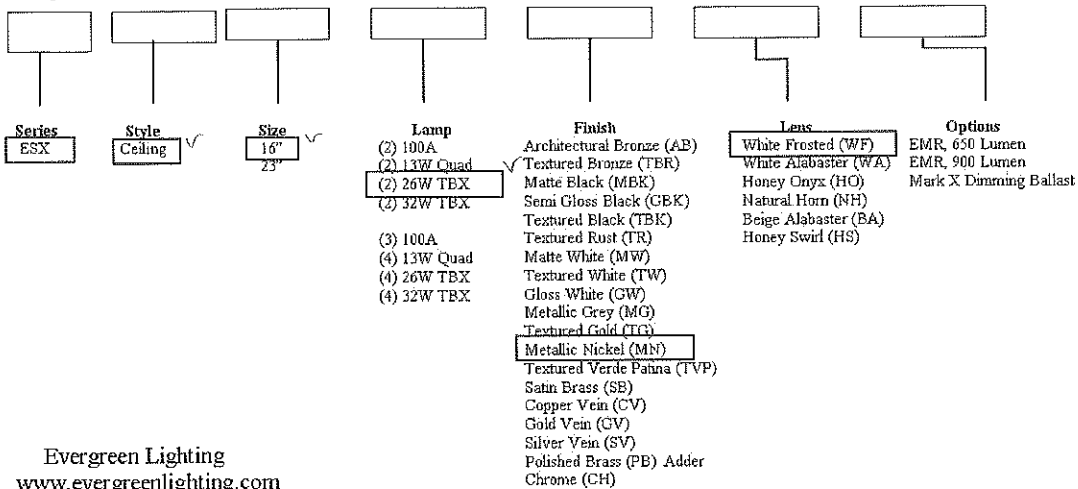 Series
ESX
Style
Ceiling
Size
16"
23"
Lamp
(2) 100A
(2) 13W Quad
(2) 26W TBX
(2) 32W TBX
(3) 100A
(4) 13W Quad
(4) 26W TBX
(4) 32W TBX
Finish
Architectural Bronze (AB)
Textured Bronze (TBR)
Matte Black (MBK)
Semi Gloss Black (GBK)
Textured Black (TBK)
Textured Rust (TR)
Matte White (MW)
Textured White (TW)
Gloss White (GW)
Metallic Grey (MG)
Textured Gold (TG)
Metallic Nickel (MN)
Textured Verde Patina (TVP)
Satin Brass (SB)
Copper Vein (CV)
Gold Vein (GV)
Silver Vein (SV)
Polished Brass (PB) Adder
Chrome (CH)
Lens
White Frosted (WF)
White Alabaster (WA)
Honey Onyx (HO)
Natural Horn (NH)
Beige Alabaster (BA)
Honey Swirl (HS)
Options
EMR, 650 Lumen
EMR, 900 Lumen
Mark X Dimming Ballast
Evergreen Lighting
www.evergreenlighting.com